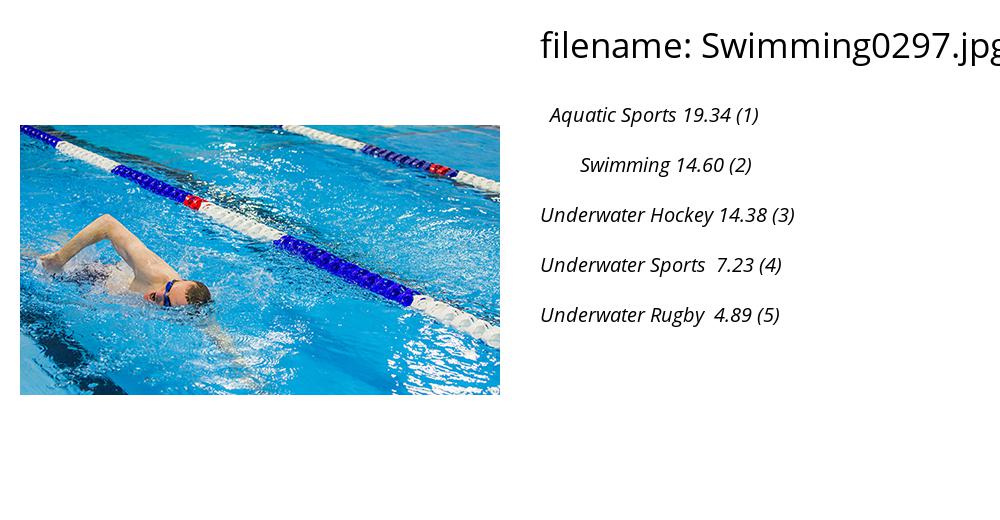 filename: Swimming0297.jpg
Aquatic Sports 19.34 (1)
Swimming 14.60 (2)
Underwater Hockey 14.38 (3)
Underwater Sports 7.23 (4)
Underwater Rugby 4.89 (5)